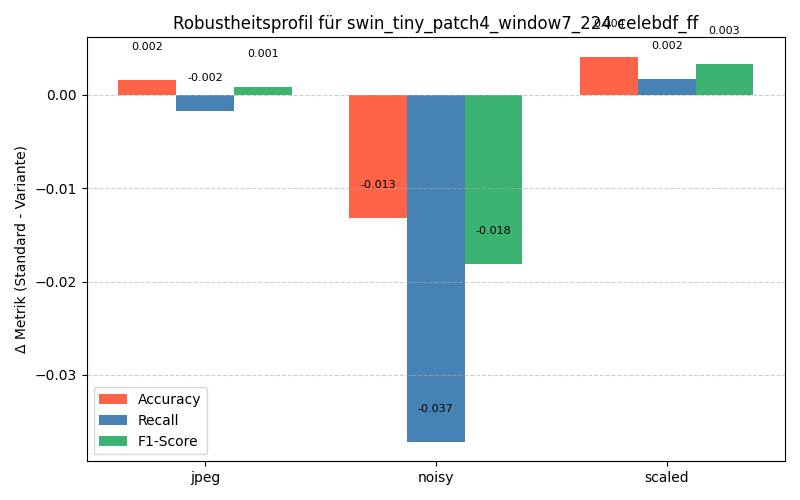 Robustheitsprofil für swin_tiny_patch4_window7_224 celebdf_ff
0.002
-0.002
0.001
-0.013
-0.037
-0.018
0.004
0.002
0.003
Δ Metrik (Standard - Variante)
0.00
−0.01
−0.02
−0.03
Accuracy
Recall
F1-Score
jpeg
noisy
scaled